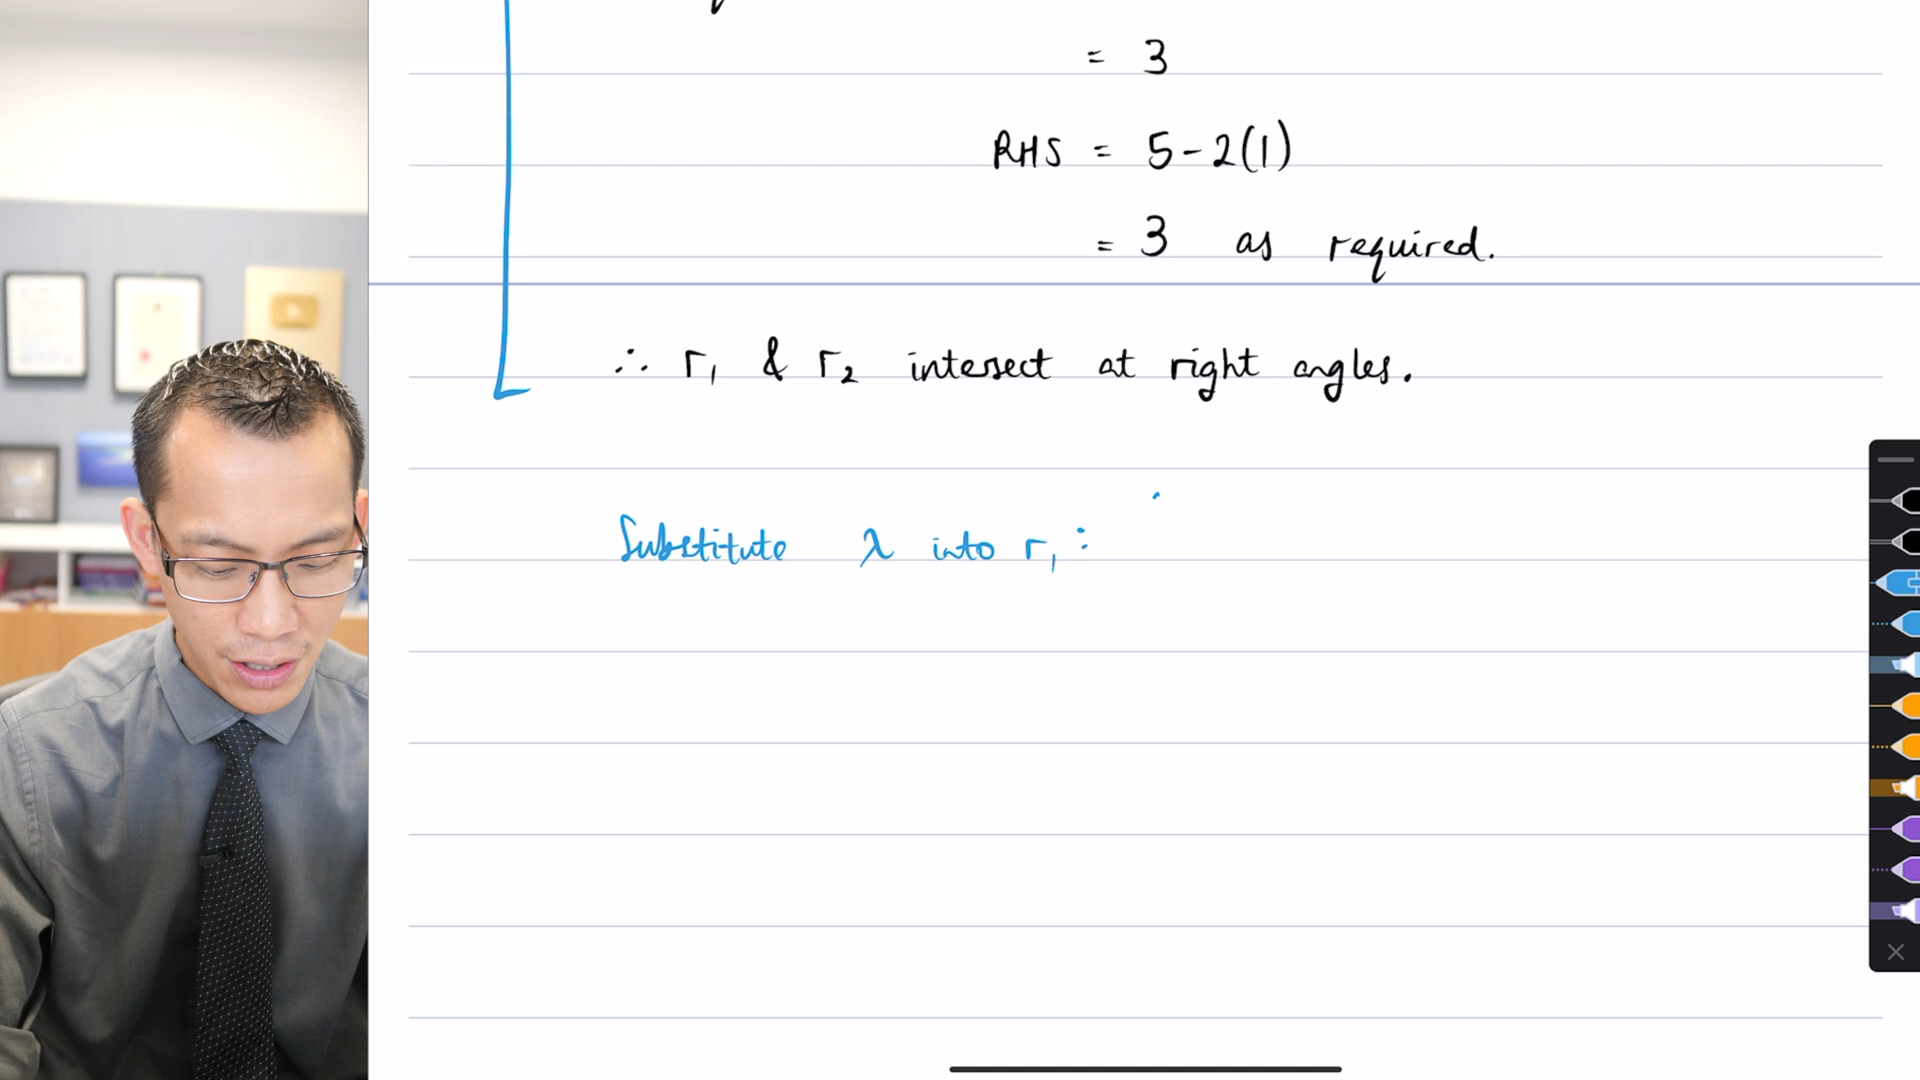 = 3
RHS = 5-2(1)
= 3 as required.
∴ r₁ & r₂ intersect at right angles.
Substitute λ into r₁ :